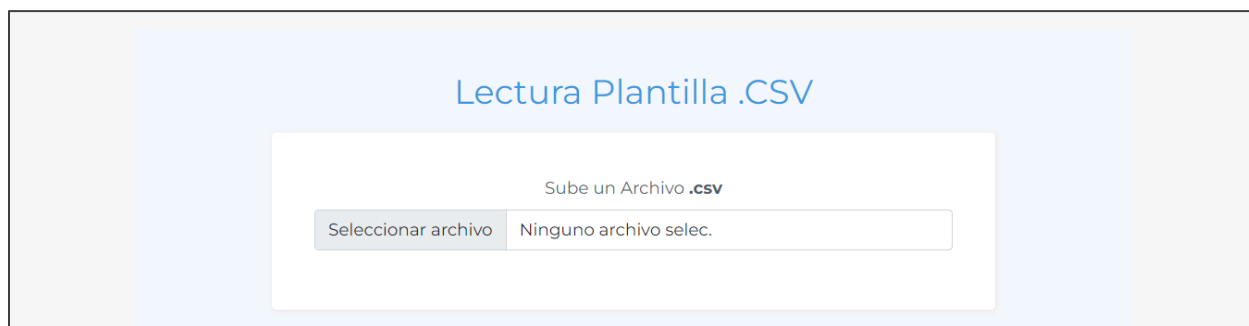 Lectura Plantilla .CSV
Sube un Archivo .csv
Seleccionar archivo Ninguno archivo selec.